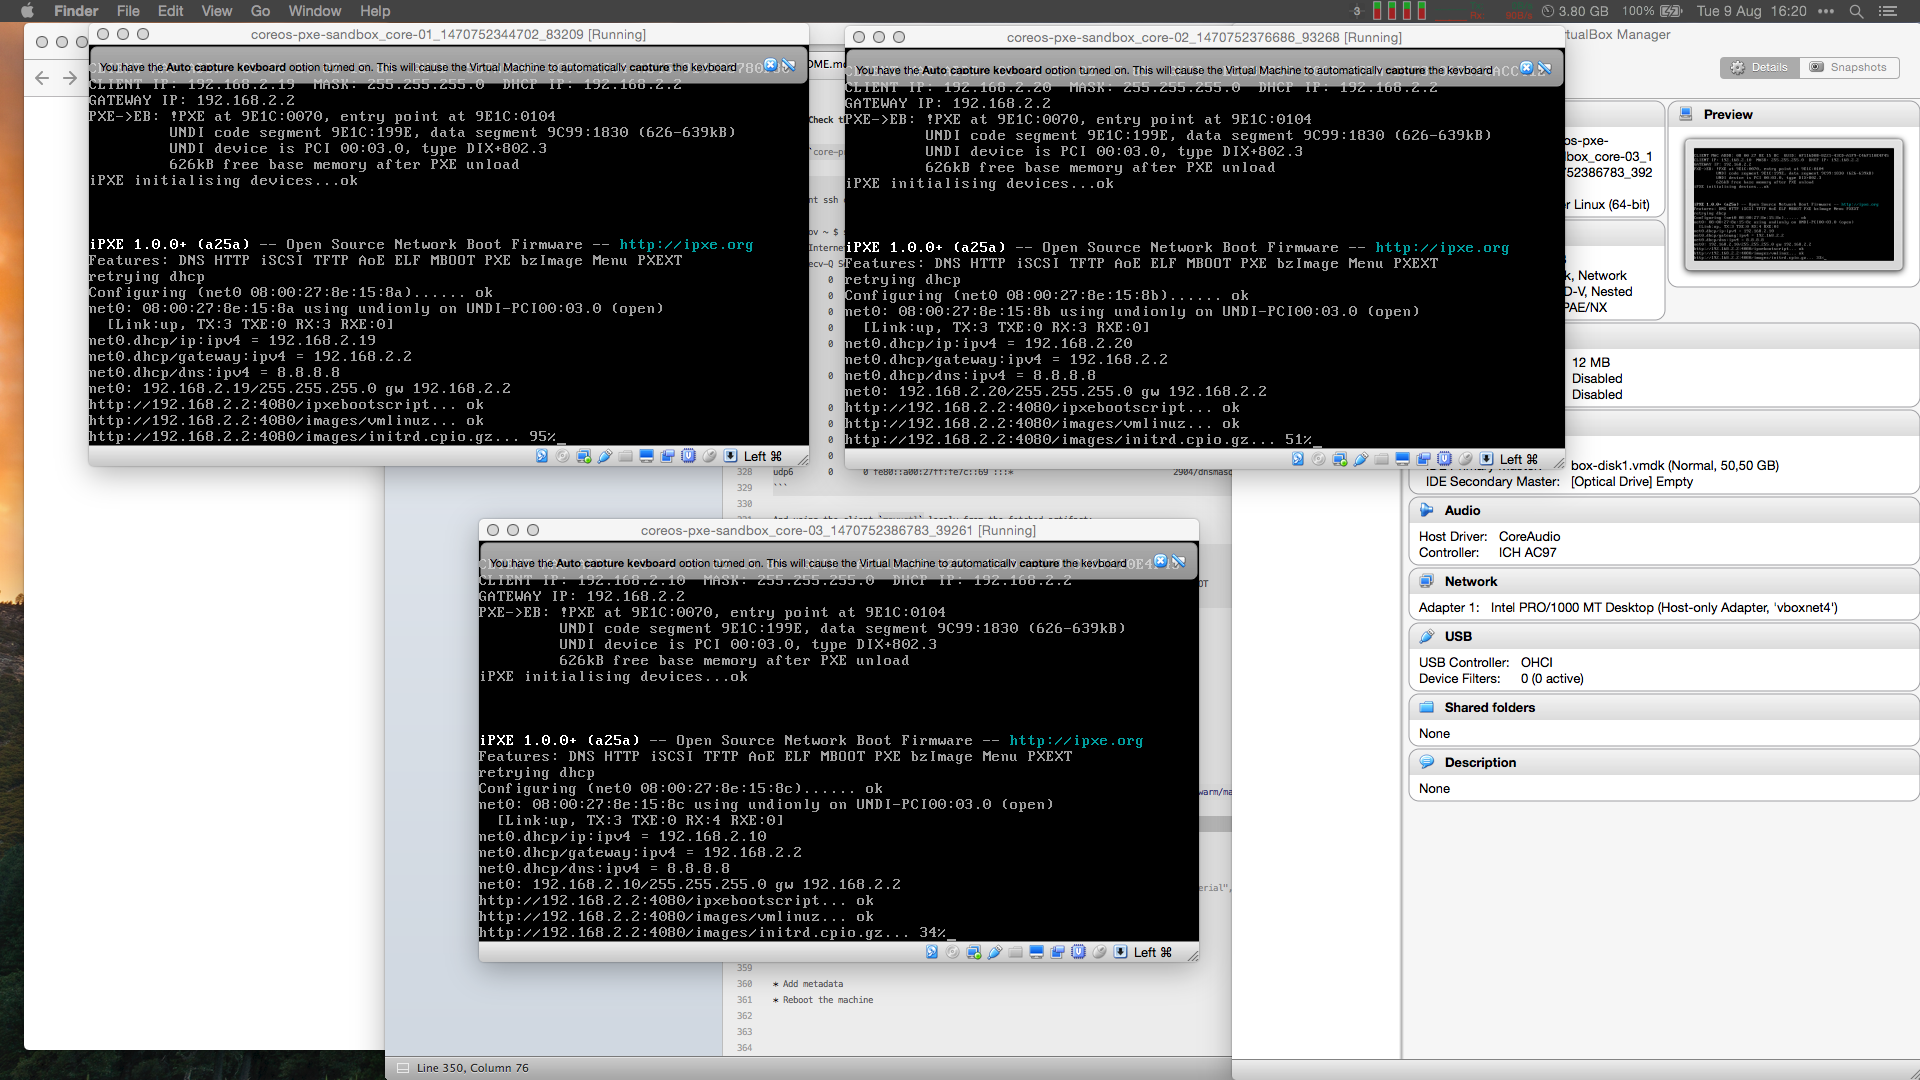 Finder File Edit View Go Window Help
3.80 GB 100% Tue 9 Aug 16:20
coreos-pxe-sandbox_core-01_1470752344702_83209 [Running]
You have the Auto capture keyboard option turned on. This will cause the Virtual Machine to automatically capture the keyboard
CLIENT IP: 192.168.2.19  MASK: 255.255.255.0  DHCP IP: 192.168.2.2
GATEWAY IP: 192.168.2.2
PXE->EB: !PXE at 9E1C:0070, entry point at 9E1C:0104
UNDI code segment 9E1C:199E, data segment 9C99:1830 (626-639kB)
UNDI device is PCI 00:03.0, type DIX+802.3
626kB free base memory after PXE unload
iPXE initialising devices...ok
iPXE 1.0.0+ (a25a) -- Open Source Network Boot Firmware -- http://ipxe.org
Features: DNS HTTP iSCSI TFTP AoE ELF MBOOT PXE bzImage Menu PXEXT
retrying dhcp
Configuring (net0 08:00:27:8e:15:8a)...... ok
net0: 08:00:27:8e:15:8a using undionly on UNDI-PCI00:03.0 (open)
[Link:up, TX:3 TXE:0 RX:3 RXE:0]
net0.dhcp/ip:ipv4 = 192.168.2.19
net0.dhcp/gateway:ipv4 = 192.168.2.2
net0.dhcp/dns:ipv4 = 8.8.8.8
net0: 192.168.2.19/255.255.255.0 gw 192.168.2.2
http://192.168.2.2:4080/ipxebootscript... ok
http://192.168.2.2:4080/images/vmlinuz... ok
http://192.168.2.2:4080/images/initrd.cpio.gz... 95%_
Left ⌘
coreos-pxe-sandbox_core-02_1470752376686_93268 [Running]
You have the Auto capture keyboard option turned on. This will cause the Virtual Machine to automatically capture the keyboard
CLIENT IP: 192.168.2.20  MASK: 255.255.255.0  DHCP IP: 192.168.2.2
GATEWAY IP: 192.168.2.2
PXE->EB: !PXE at 9E1C:0070, entry point at 9E1C:0104
UNDI code segment 9E1C:199E, data segment 9C99:1830 (626-639kB)
UNDI device is PCI 00:03.0, type DIX+802.3
626kB free base memory after PXE unload
iPXE initialising devices...ok
iPXE 1.0.0+ (a25a) -- Open Source Network Boot Firmware -- http://ipxe.org
Features: DNS HTTP iSCSI TFTP AoE ELF MBOOT PXE bzImage Menu PXEXT
retrying dhcp
Configuring (net0 08:00:27:8e:15:8b)...... ok
net0: 08:00:27:8e:15:8b using undionly on UNDI-PCI00:03.0 (open)
[Link:up, TX:3 TXE:0 RX:3 RXE:0]
net0.dhcp/ip:ipv4 = 192.168.2.20
net0.dhcp/gateway:ipv4 = 192.168.2.2
net0.dhcp/dns:ipv4 = 8.8.8.8
net0: 192.168.2.20/255.255.255.0 gw 192.168.2.2
http://192.168.2.2:4080/ipxebootscript... ok
http://192.168.2.2:4080/images/vmlinuz... ok
http://192.168.2.2:4080/images/initrd.cpio.gz... 51%_
Left ⌘
328 udp6 0 0 fe80::a00:27ff:fe7c::69 :::* 2904/dnsmasq
329 ```
330
coreos-pxe-sandbox_core-03_1470752386783_39261 [Running]
You have the Auto capture keyboard option turned on. This will cause the Virtual Machine to automatically capture the keyboard
CLIENT IP: 192.168.2.10  MASK: 255.255.255.0  DHCP IP: 192.168.2.2
GATEWAY IP: 192.168.2.2
PXE->EB: !PXE at 9E1C:0070, entry point at 9E1C:0104
UNDI code segment 9E1C:199E, data segment 9C99:1830 (626-639kB)
UNDI device is PCI 00:03.0, type DIX+802.3
626kB free base memory after PXE unload
iPXE initialising devices...ok
iPXE 1.0.0+ (a25a) -- Open Source Network Boot Firmware -- http://ipxe.org
Features: DNS HTTP iSCSI TFTP AoE ELF MBOOT PXE bzImage Menu PXEXT
retrying dhcp
Configuring (net0 08:00:27:8e:15:8c)...... ok
net0: 08:00:27:8e:15:8c using undionly on UNDI-PCI00:03.0 (open)
[Link:up, TX:3 TXE:0 RX:4 RXE:0]
net0.dhcp/ip:ipv4 = 192.168.2.10
net0.dhcp/gateway:ipv4 = 192.168.2.2
net0.dhcp/dns:ipv4 = 8.8.8.8
net0: 192.168.2.10/255.255.255.0 gw 192.168.2.2
http://192.168.2.2:4080/ipxebootscript... ok
http://192.168.2.2:4080/images/vmlinuz... ok
http://192.168.2.2:4080/images/initrd.cpio.gz... 34%_
Left ⌘
359
360 * Add metadata
361 * Reboot the machine
362
363
364
Line 350, Column 76
tualBox Manager
Details Snapshots
os-pxe-
box_core-03_1
752386783_392
r Linux (64-bit)
k, Network
D-V, Nested
PAE/NX
Preview
12 MB
Disabled
Disabled
box-disk1.vmdk (Normal, 50,50 GB)
IDE Secondary Master: [Optical Drive] Empty
Audio
Host Driver: CoreAudio
Controller: ICH AC97
Network
Adapter 1: Intel PRO/1000 MT Desktop (Host-only Adapter, 'vboxnet4')
USB
USB Controller: OHCI
Device Filters: 0 (0 active)
Shared folders
None
Description
None